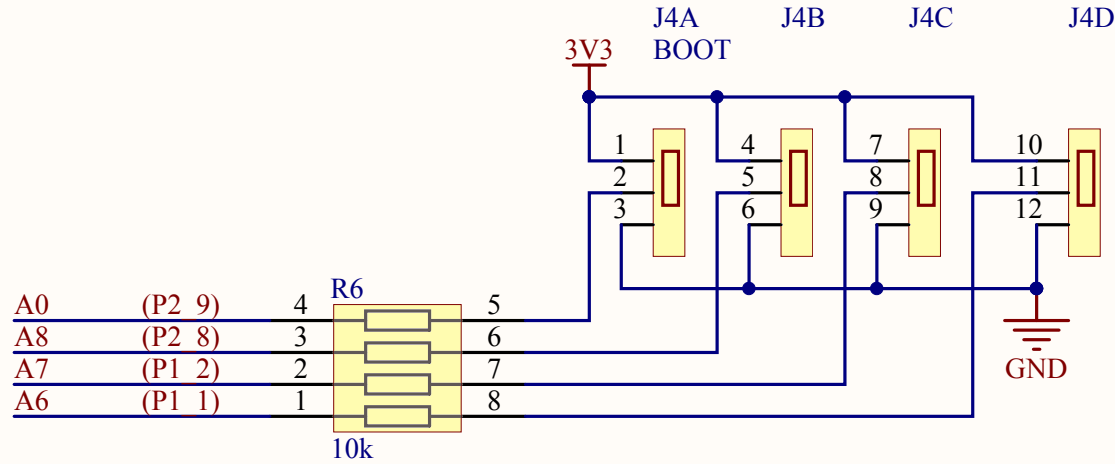 J4A J4B J4C J4D
BOOT
3V3
1 4 7 10
2 5 8 11
3 6 9 12
R6
A0 (P2 9) 4 5
A8 (P2 8) 3 6
A7 (P1 2) 2 7
A6 (P1 1) 1 8
GND
10k